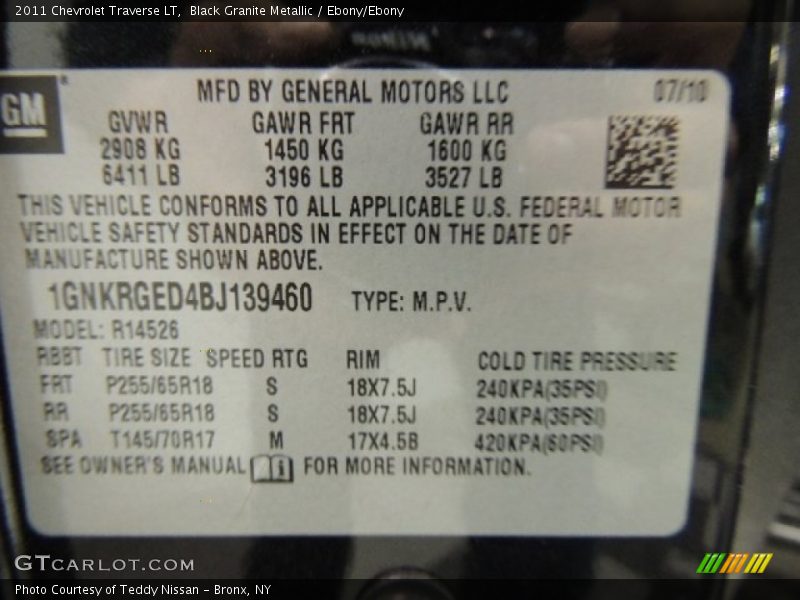 2011 Chevrolet Traverse LT,  Black Granite Metallic / Ebony/Ebony
GM
MFD BY GENERAL MOTORS LLC 07/10
GVWR GAWR FRT GAWR RR
2908 KG 1450 KG 1600 KG
6411 LB 3196 LB 3527 LB
THIS VEHICLE CONFORMS TO ALL APPLICABLE U.S. FEDERAL MOTOR
VEHICLE SAFETY STANDARDS IN EFFECT ON THE DATE OF
MANUFACTURE SHOWN ABOVE.
1GNKRGED4BJ139460 TYPE: M.P.V.
MODEL: R14526
RBBT TIRE SIZE SPEED RTG RIM COLD TIRE PRESSURE
FRT P255/65R18 S 18X7.5J 240KPA(35PSI)
RR P255/65R18 S 18X7.5J 240KPA(35PSI)
SPA T145/70R17 M 17X4.5B 420KPA(60PSI)
SEE OWNER'S MANUAL FOR MORE INFORMATION.
GTCARLOT.COM
Photo Courtesy of Teddy Nissan - Bronx, NY